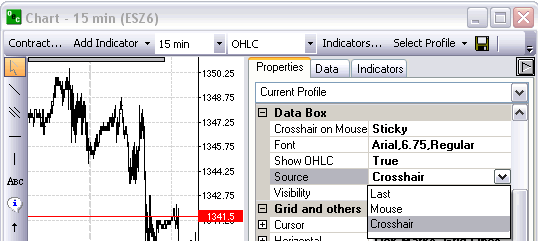 Chart - 15 min (ESZ6)
Contract... Add Indicator 15 min OHLC Indicators... Select Profile
Properties Data Indicators
Current Profile
Data Box
Crosshair on Mouse Sticky
Font Arial,6.75,Regular
Show OHLC True
Source Crosshair
Visibility
Last
Mouse
Crosshair
Grid and others
Cursor
Horizontal
ABC
1350.25
1348.75
1347.25
1345.75
1344.25
1342.75
1341.5
1339.75